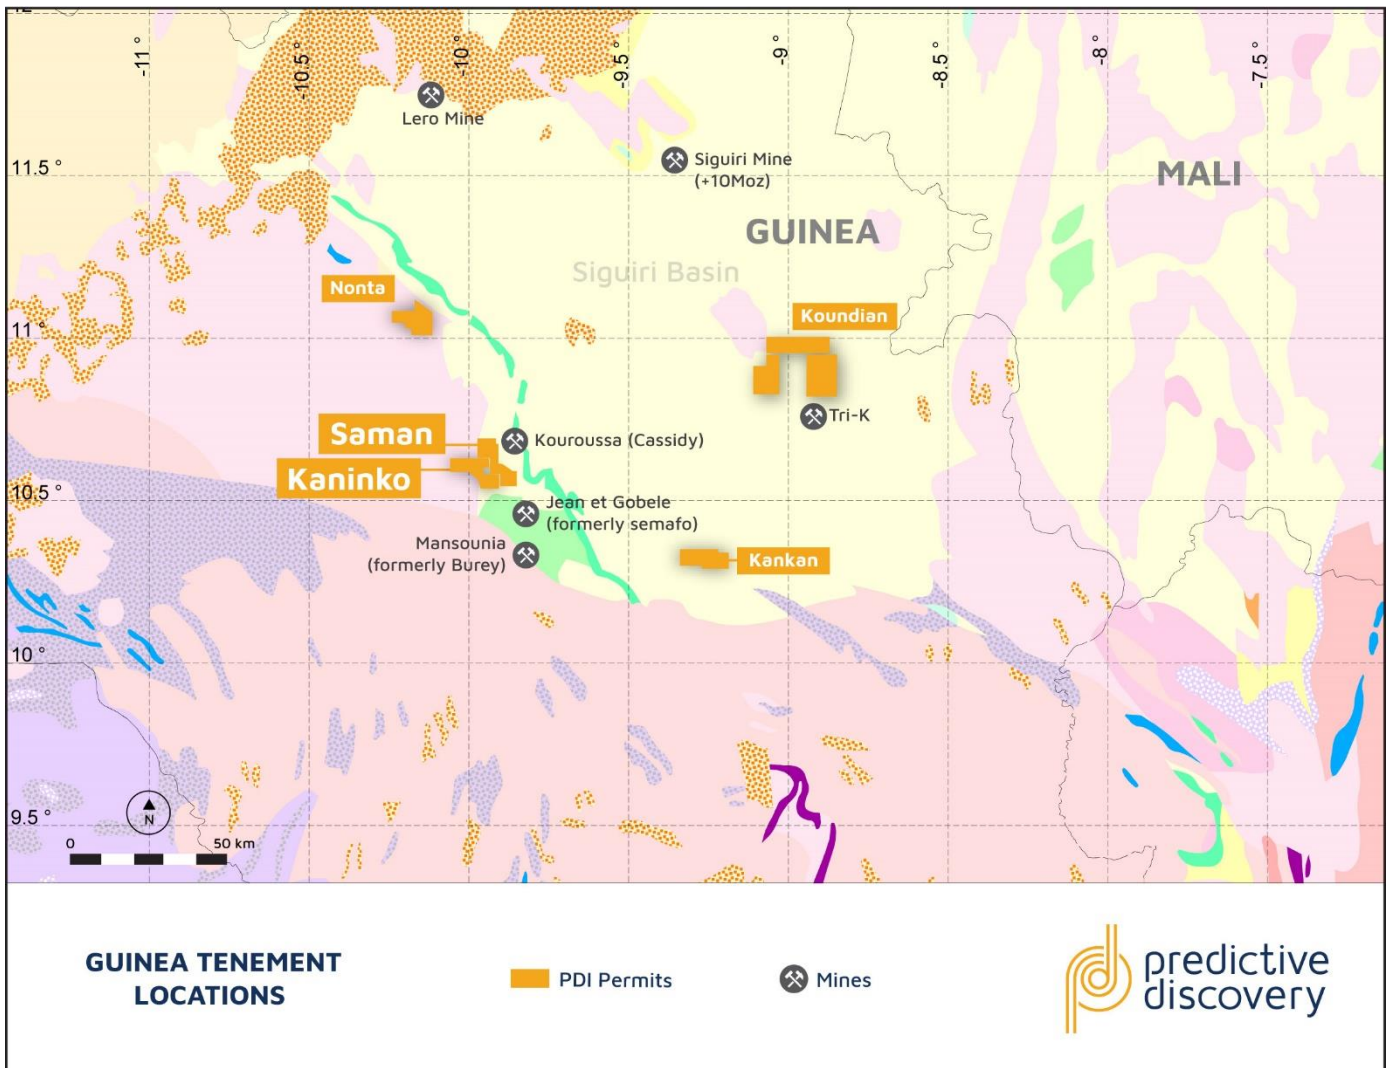 12
-11 °
-10.5 °
-10 °
-9.5 °
-9 °
-8.5 °
-8 °
-7.5 °
Lero Mine
11.5 °
Siguiri Mine
(+10Moz)
MALI
GUINEA
Siguiri Basin
Nonta
11 °
Koundian
Tri-K
Saman
Kouroussa (Cassidy)
Kaninko
10.5 °
Jean et Gobele
(formerly semafo)
Mansounia
(formerly Burey)
Kankan
10 °
9.5 °
N
0
50 km
GUINEA TENEMENT
LOCATIONS
PDI Permits
Mines
predictive
discovery